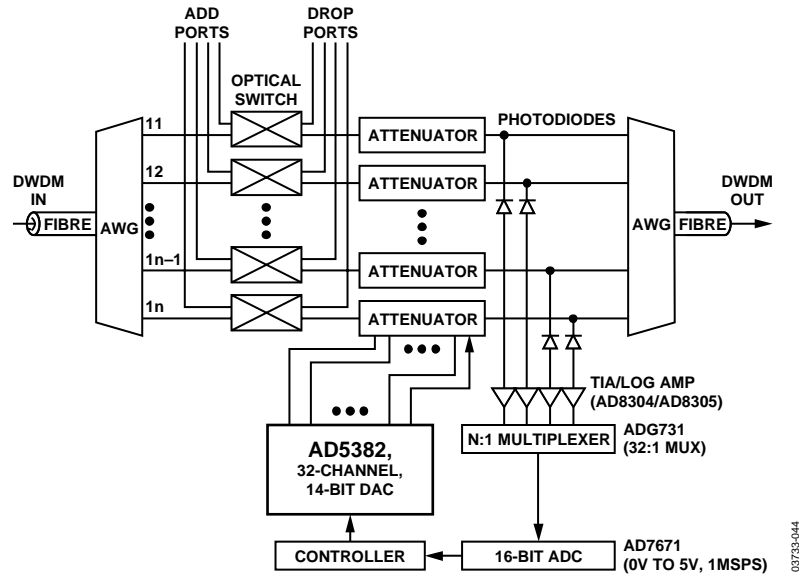 ADD
PORTS
DROP
PORTS
OPTICAL
SWITCH
PHOTODIODES
11
ATTENUATOR
12
ATTENUATOR
DWDM
IN
FIBRE
AWG
AWG
FIBRE
DWDM
OUT
1n–1
ATTENUATOR
1n
ATTENUATOR
TIA/LOG AMP
(AD8304/AD8305)
AD5382,
32-CHANNEL,
14-BIT DAC
N:1 MULTIPLEXER
ADG731
(32:1 MUX)
CONTROLLER
16-BIT ADC
AD7671
(0V TO 5V, 1MSPS)
03733-044